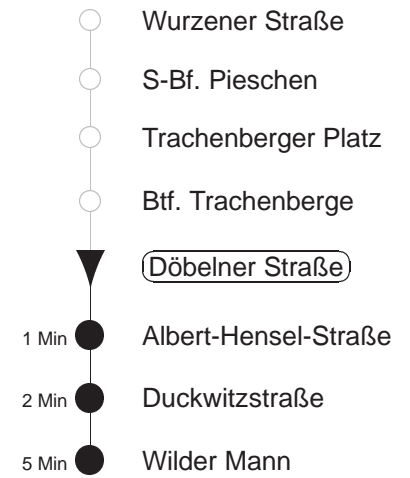 Wurzener Straße
S-Bf. Pieschen
Trachenberger Platz
Btf. Trachenberge
Döbelner Straße
1 Min Albert-Hensel-Straße
2 Min Duckwitzstraße
5 Min Wilder Mann